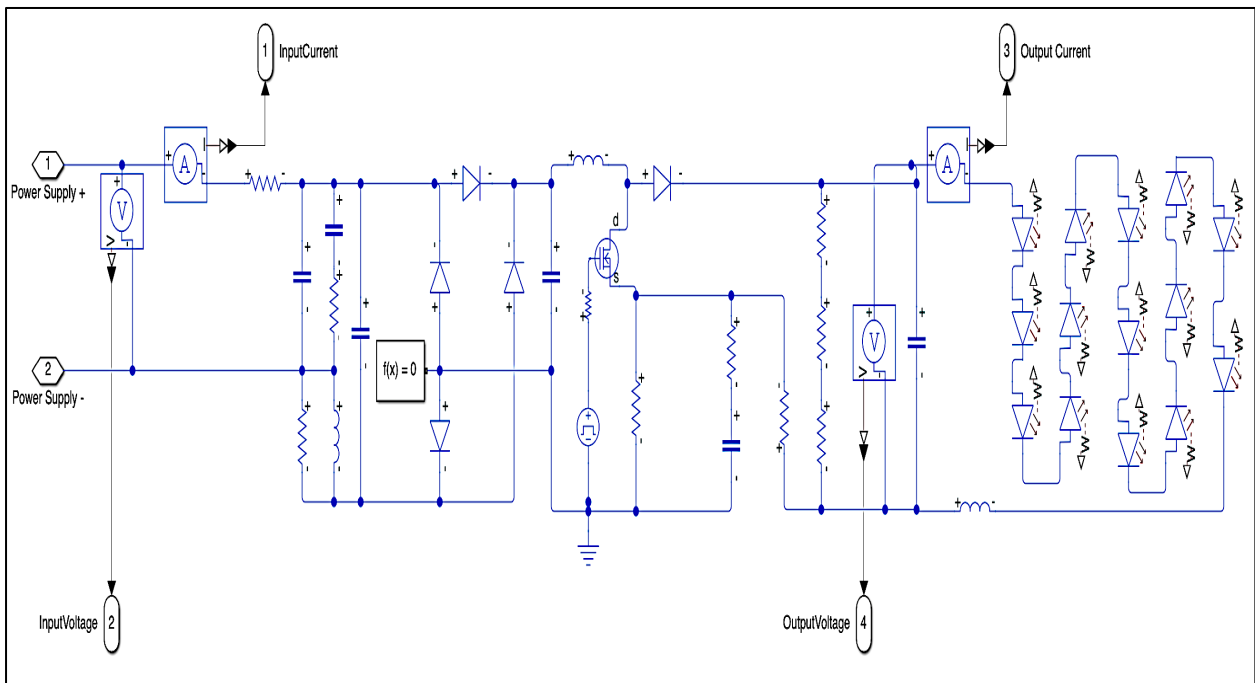 1
InputCurrent
3
Output Current
1
Power Supply +
+
A
I
-
+
-
+
V
-
V
+
-
+
-
d
s
+
-
+
A
I
-
2
Power Supply -
f(x) = 0
+
V
-
V
+
-
InputVoltage
2
OutputVoltage
4